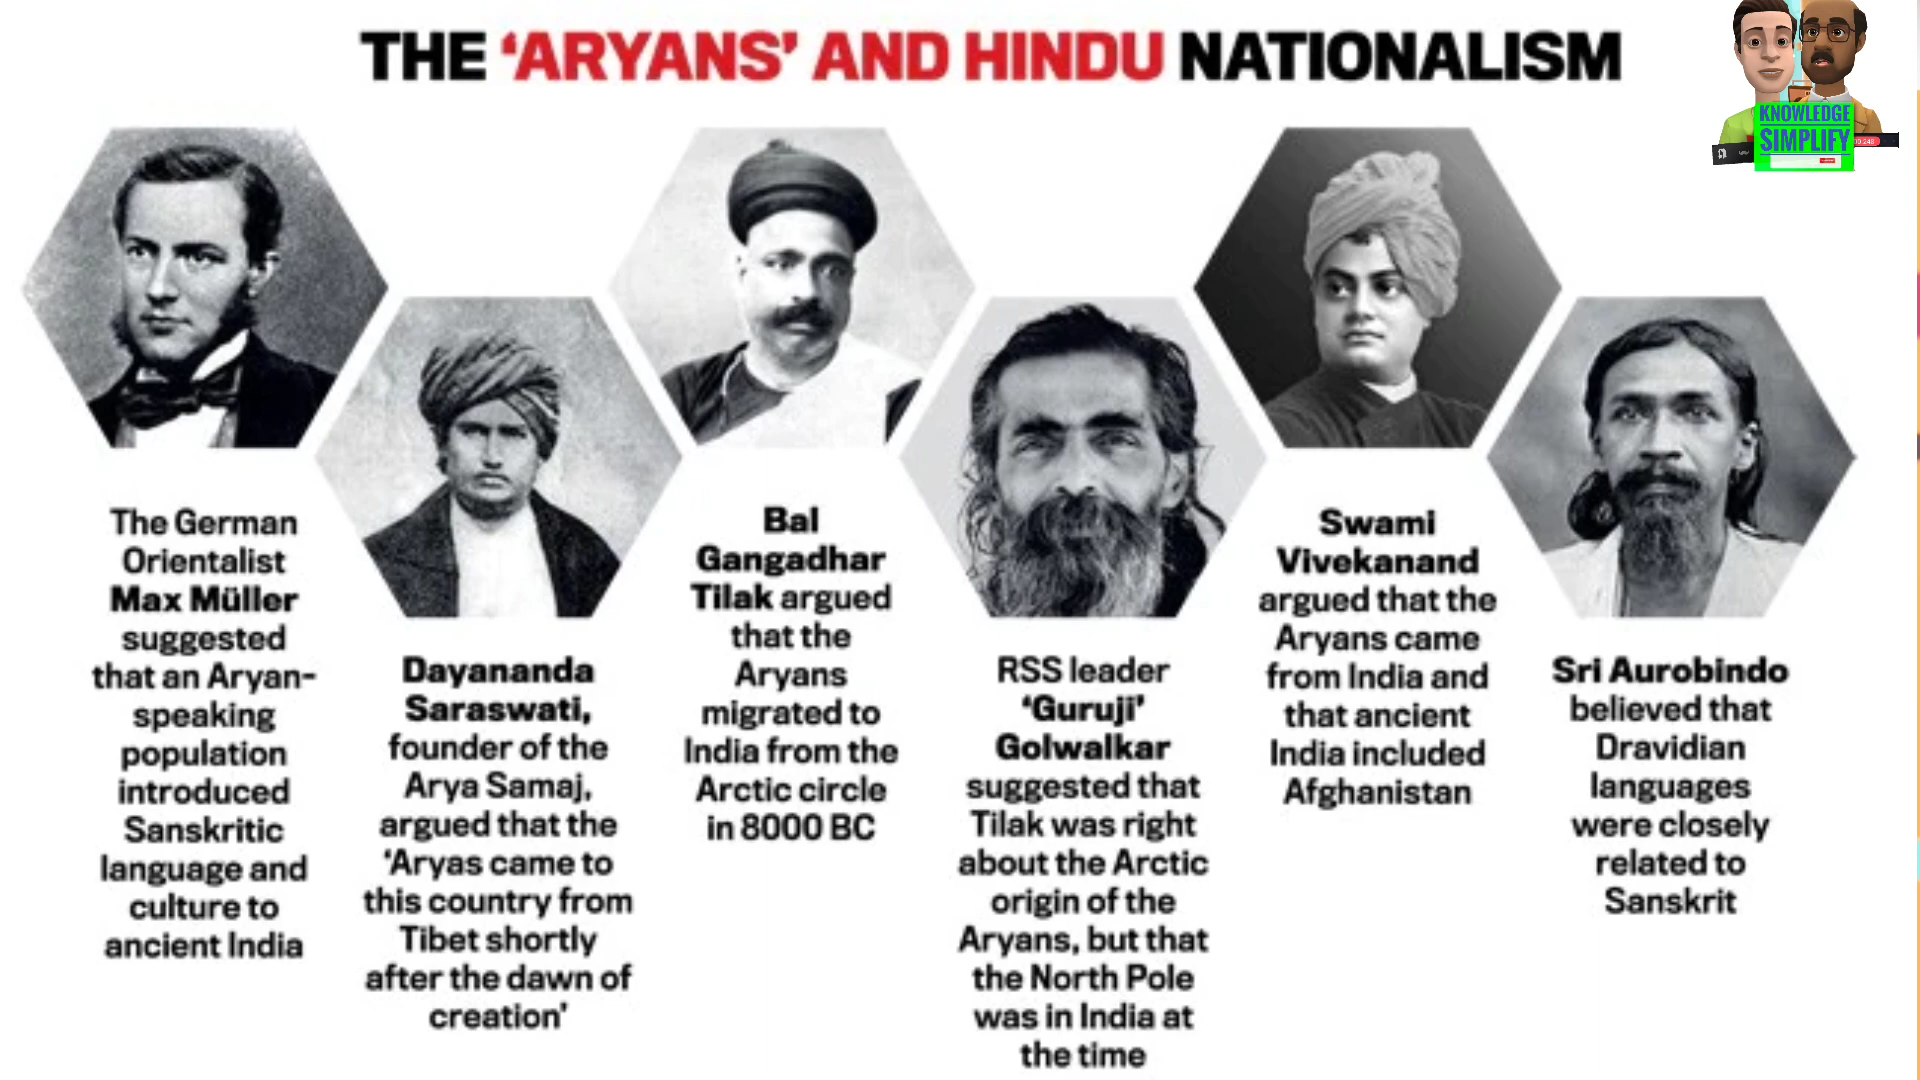 THE ‘ARYANS’ AND HINDU NATIONALISM
KNOWLEDGE
SIMPLIFY
The German
Orientalist
Max Müller
suggested
that an Aryan-
speaking
population
introduced
Sanskritic
language and
culture to
ancient India
Dayananda
Saraswati,
founder of the
Arya Samaj,
argued that the
‘Aryas came to
this country from
Tibet shortly
after the dawn of
creation’
Bal
Gangadhar
Tilak argued
that the
Aryans
migrated to
India from the
Arctic circle
in 8000 BC
RSS leader
‘Guruji’
Golwalkar
suggested that
Tilak was right
about the Arctic
origin of the
Aryans, but that
the North Pole
was in India at
the time
Swami
Vivekanand
argued that the
Aryans came
from India and
that ancient
India included
Afghanistan
Sri Aurobindo
believed that
Dravidian
languages
were closely
related to
Sanskrit